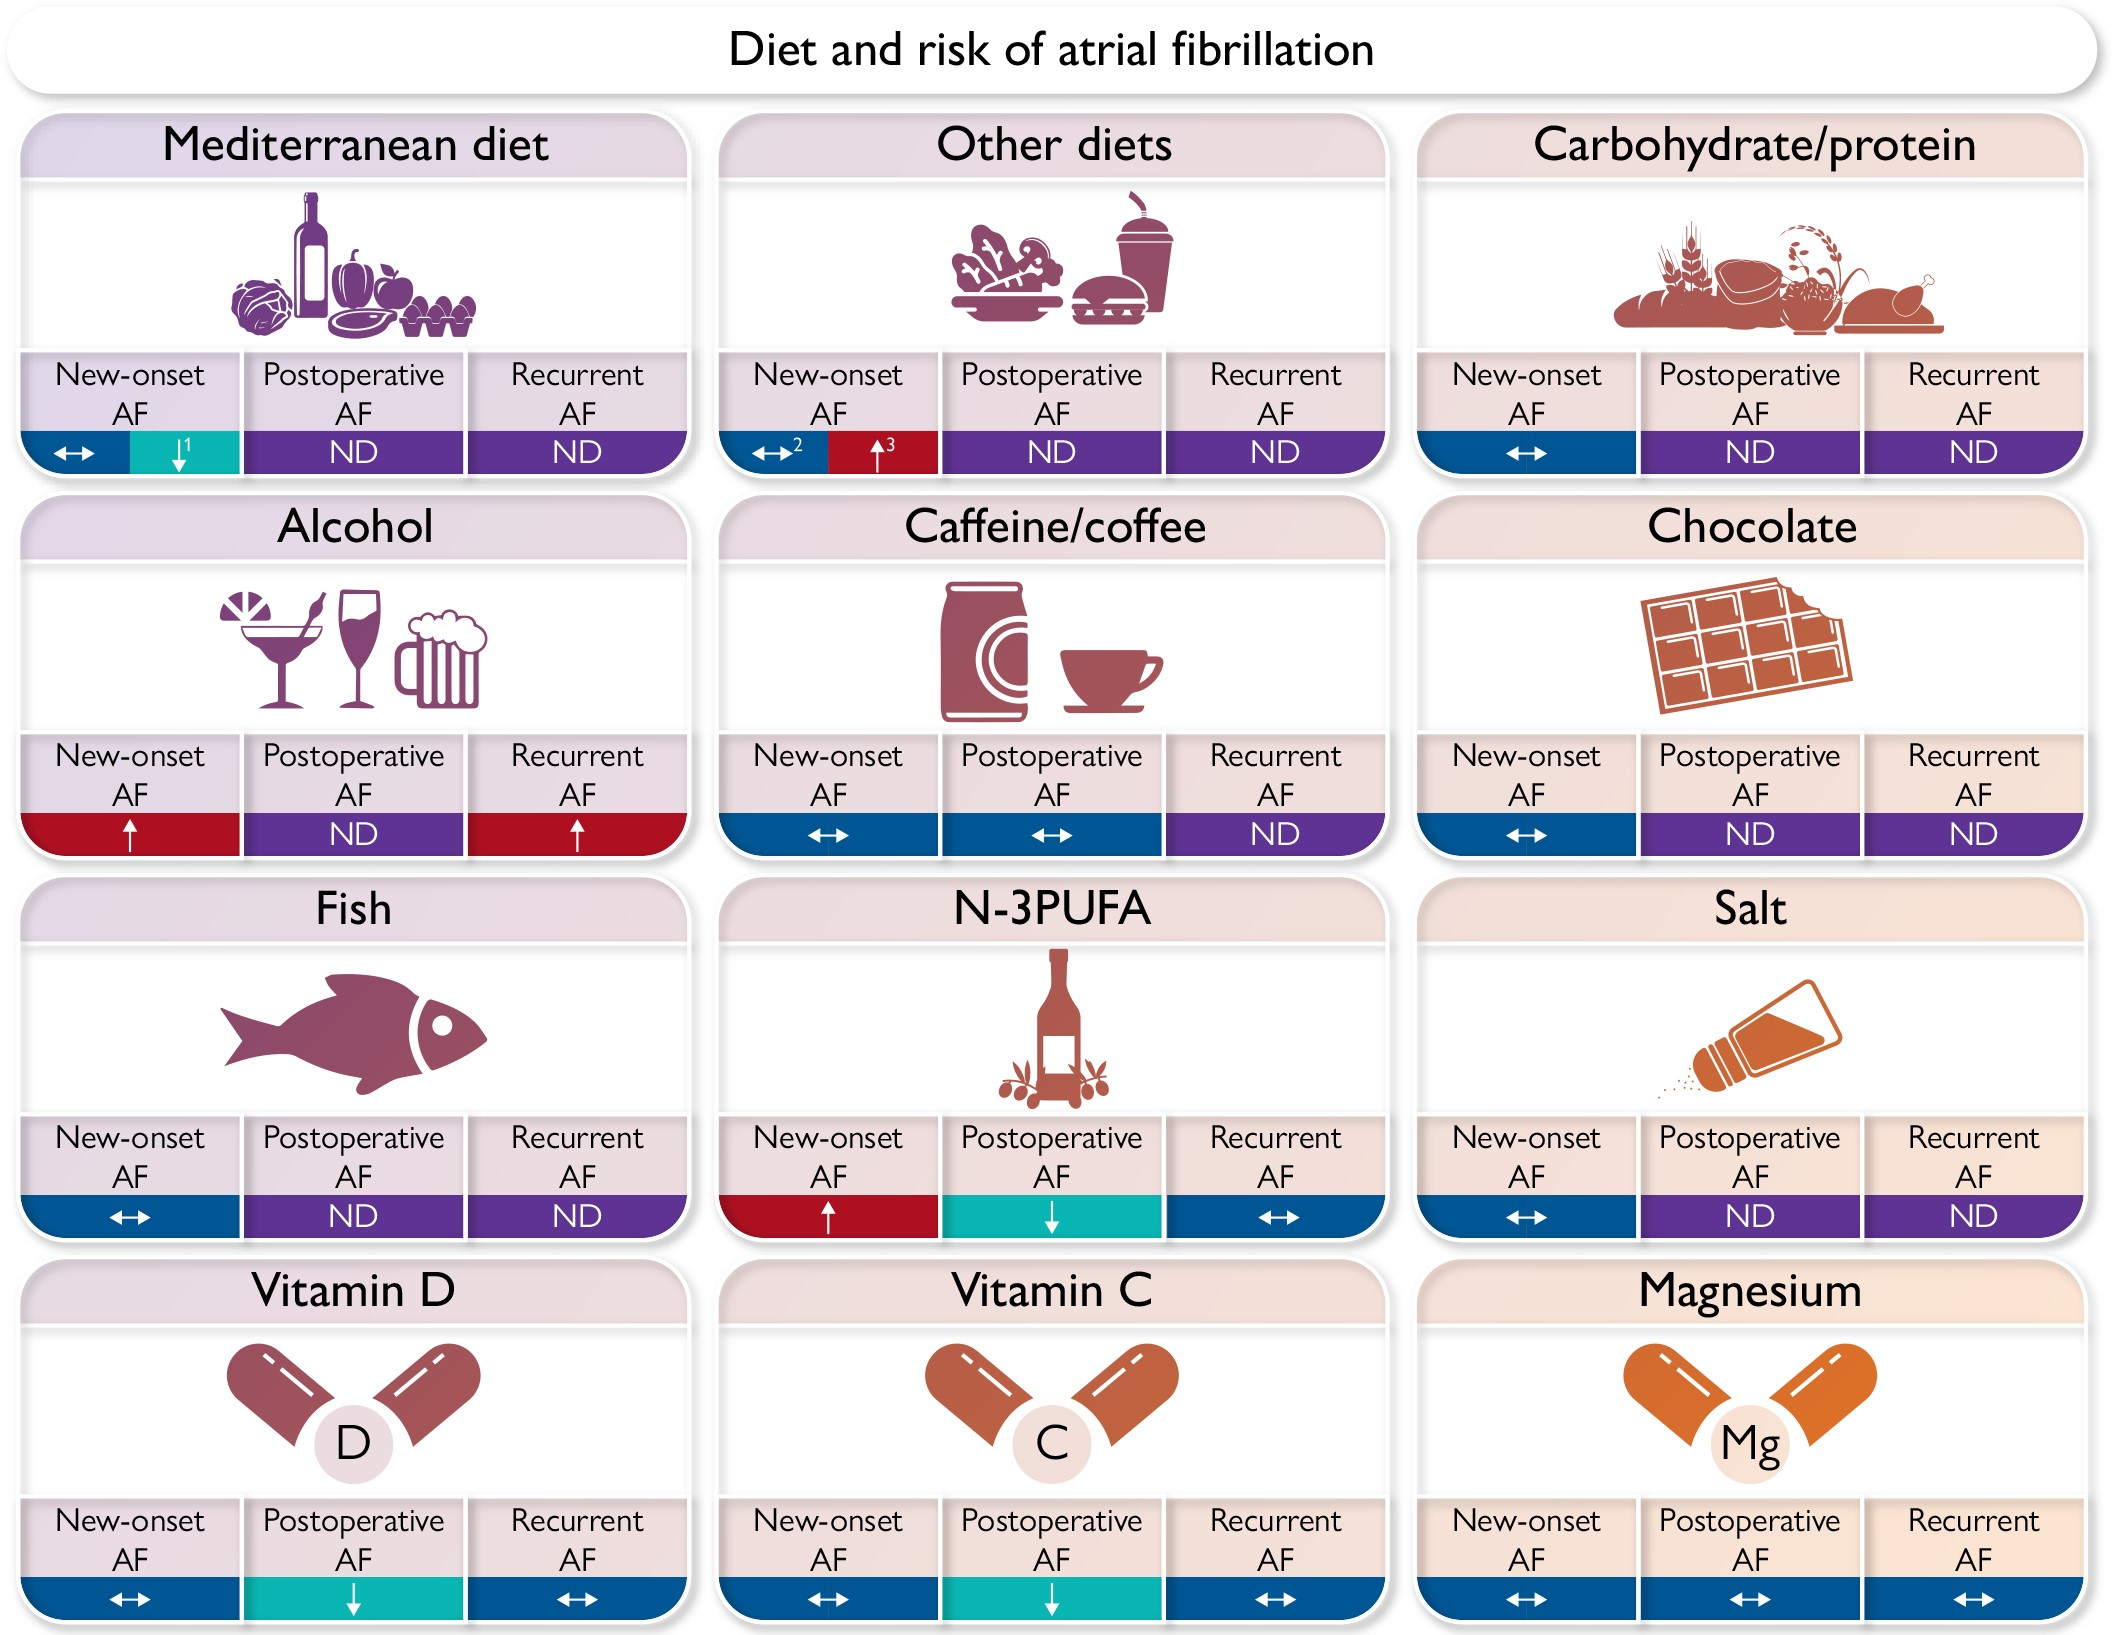 Diet and risk of atrial fibrillation
Mediterranean diet
New-onset AF
Postoperative AF
Recurrent AF
↔
↓1
ND
ND
Other diets
New-onset AF
Postoperative AF
Recurrent AF
↔2
↑3
ND
ND
Carbohydrate/protein
New-onset AF
Postoperative AF
Recurrent AF
↔
ND
ND
Alcohol
New-onset AF
Postoperative AF
Recurrent AF
↑
ND
↑
Caffeine/coffee
New-onset AF
Postoperative AF
Recurrent AF
↔
↔
ND
Chocolate
New-onset AF
Postoperative AF
Recurrent AF
↔
ND
ND
Fish
New-onset AF
Postoperative AF
Recurrent AF
↔
ND
ND
N-3PUFA
New-onset AF
Postoperative AF
Recurrent AF
↑
↓
↔
Salt
New-onset AF
Postoperative AF
Recurrent AF
↔
ND
ND
Vitamin D
D
New-onset AF
Postoperative AF
Recurrent AF
↔
↓
↔
Vitamin C
C
New-onset AF
Postoperative AF
Recurrent AF
↔
↓
↔
Magnesium
Mg
New-onset AF
Postoperative AF
Recurrent AF
↔
↔
↔